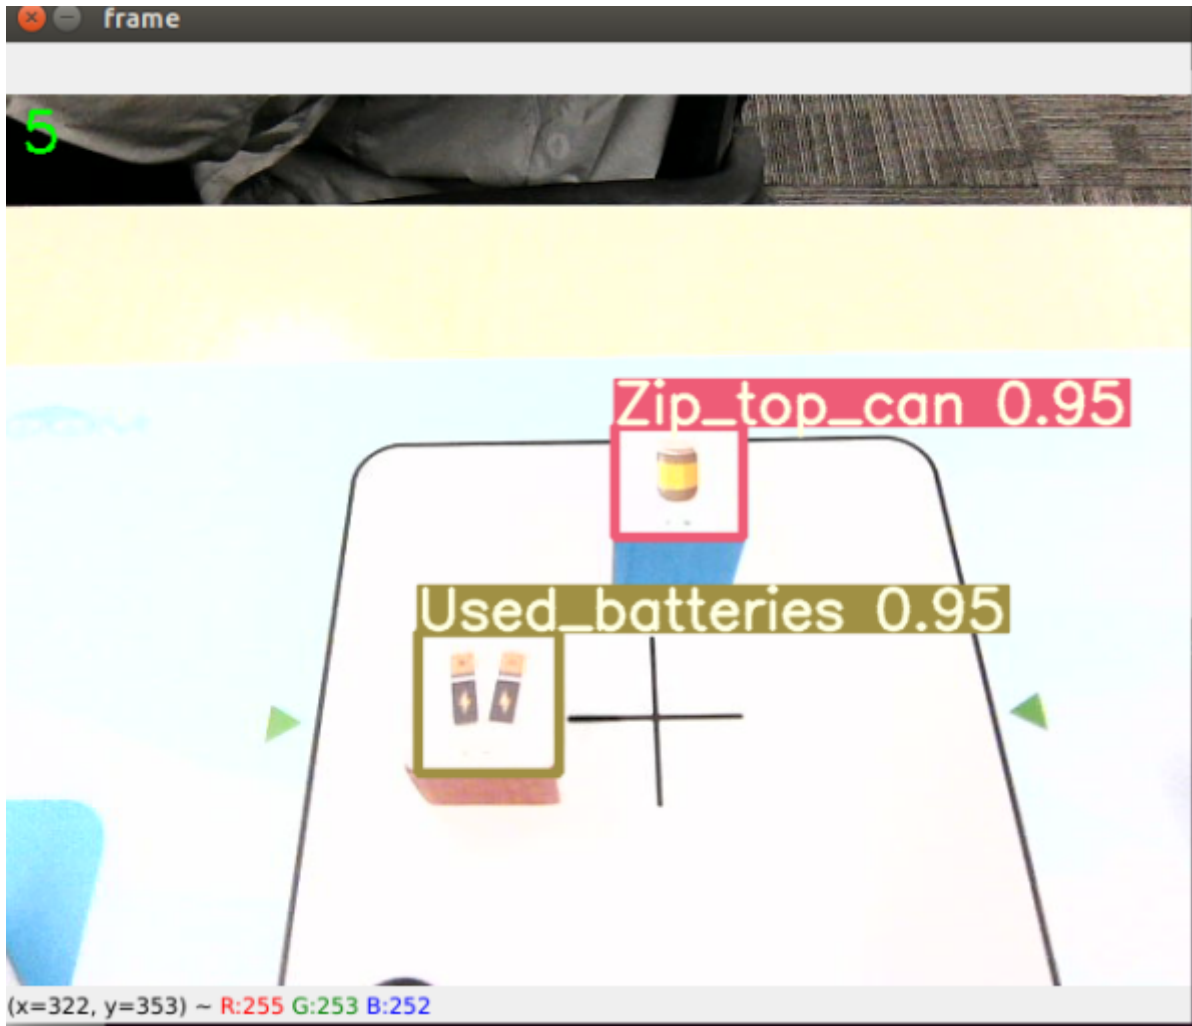 frame
5
Zip_top_can 0.95
Used_batteries 0.95
(x=322, y=353) ~ R:255 G:253 B:252